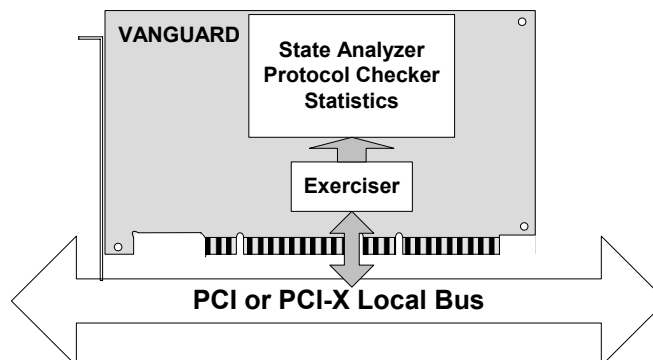 VANGUARD
State Analyzer
Protocol Checker
Statistics
Exerciser
PCI or PCI-X Local Bus